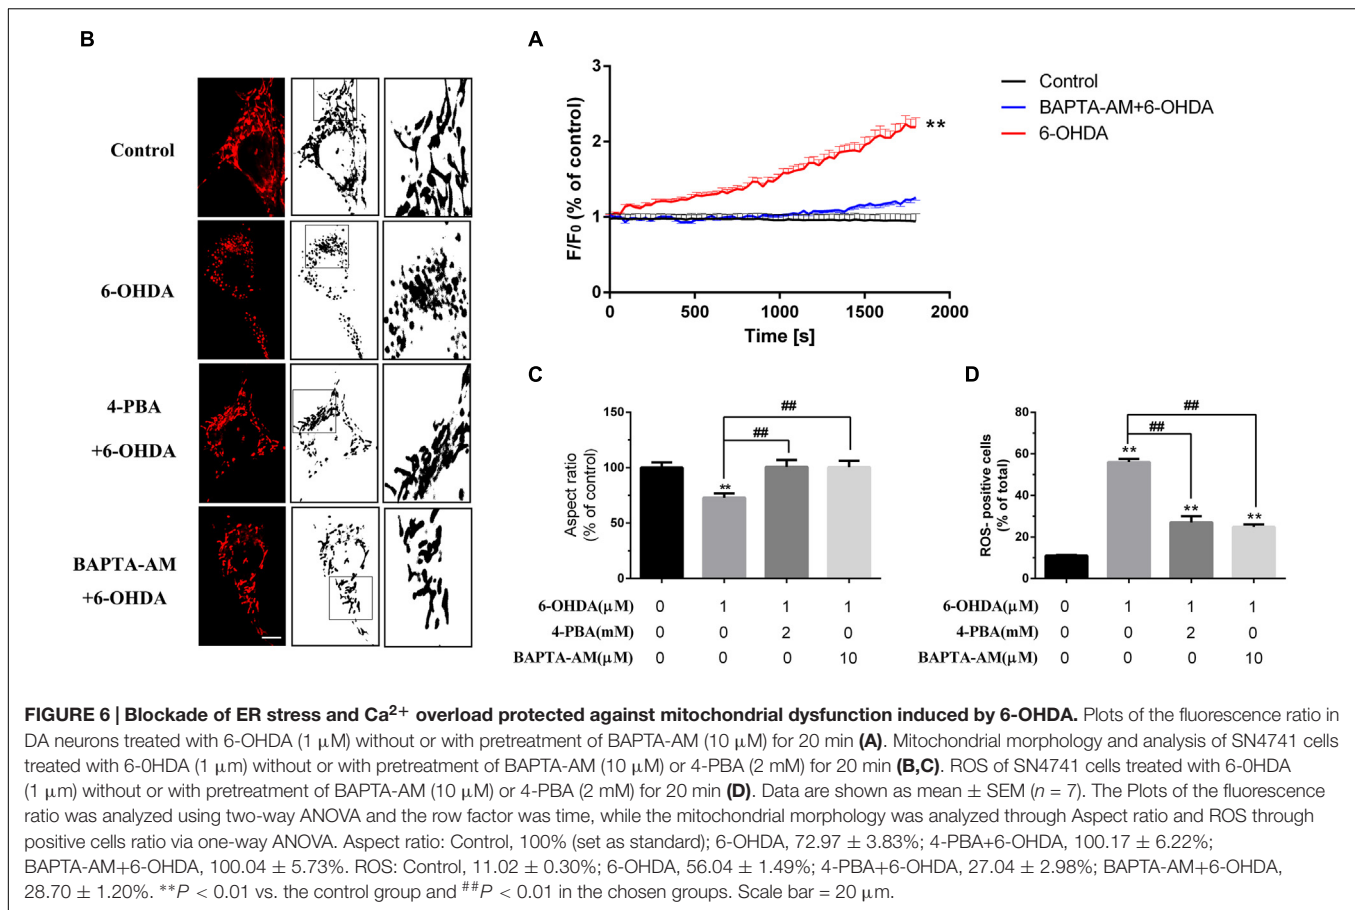 B
Control
6-OHDA
4-PBA
+6-OHDA
BAPTA-AM
+6-OHDA
A
3
2
1
0
F/F0 (% of control)
0 500 1000 1500 2000
Time [s]
**
Control
BAPTA-AM+6-OHDA
6-OHDA
C
Aspect ratio
(% of control)
150
100
50
0
**
##
##
6-OHDA(μM) 0 1 1 1
4-PBA(mM) 0 0 2 0
BAPTA-AM(μM) 0 0 0 10
D
ROS- positive cells
(% of total)
80
60
40
20
0
**
**
**
##
##
6-OHDA(μM) 0 1 1 1
4-PBA(mM) 0 0 2 0
BAPTA-AM(μM) 0 0 0 10
FIGURE 6 | Blockade of ER stress and Ca2+ overload protected against mitochondrial dysfunction induced by 6-OHDA. Plots of the fluorescence ratio in
DA neurons treated with 6-OHDA (1 μM) without or with pretreatment of BAPTA-AM (10 μM) for 20 min (A). Mitochondrial morphology and analysis of SN4741 cells
treated with 6-0HDA (1 μm) without or with pretreatment of BAPTA-AM (10 μM) or 4-PBA (2 mM) for 20 min (B,C). ROS of SN4741 cells treated with 6-0HDA
(1 μm) without or with pretreatment of BAPTA-AM (10 μM) or 4-PBA (2 mM) for 20 min (D). Data are shown as mean ± SEM (n = 7). The Plots of the fluorescence
ratio was analyzed using two-way ANOVA and the row factor was time, while the mitochondrial morphology was analyzed through Aspect ratio and ROS through
positive cells ratio via one-way ANOVA. Aspect ratio: Control, 100% (set as standard); 6-OHDA, 72.97 ± 3.83%; 4-PBA+6-OHDA, 100.17 ± 6.22%;
BAPTA-AM+6-OHDA, 100.04 ± 5.73%. ROS: Control, 11.02 ± 0.30%; 6-OHDA, 56.04 ± 1.49%; 4-PBA+6-OHDA, 27.04 ± 2.98%; BAPTA-AM+6-OHDA,
28.70 ± 1.20%. **P < 0.01 vs. the control group and ##P < 0.01 in the chosen groups. Scale bar = 20 μm.